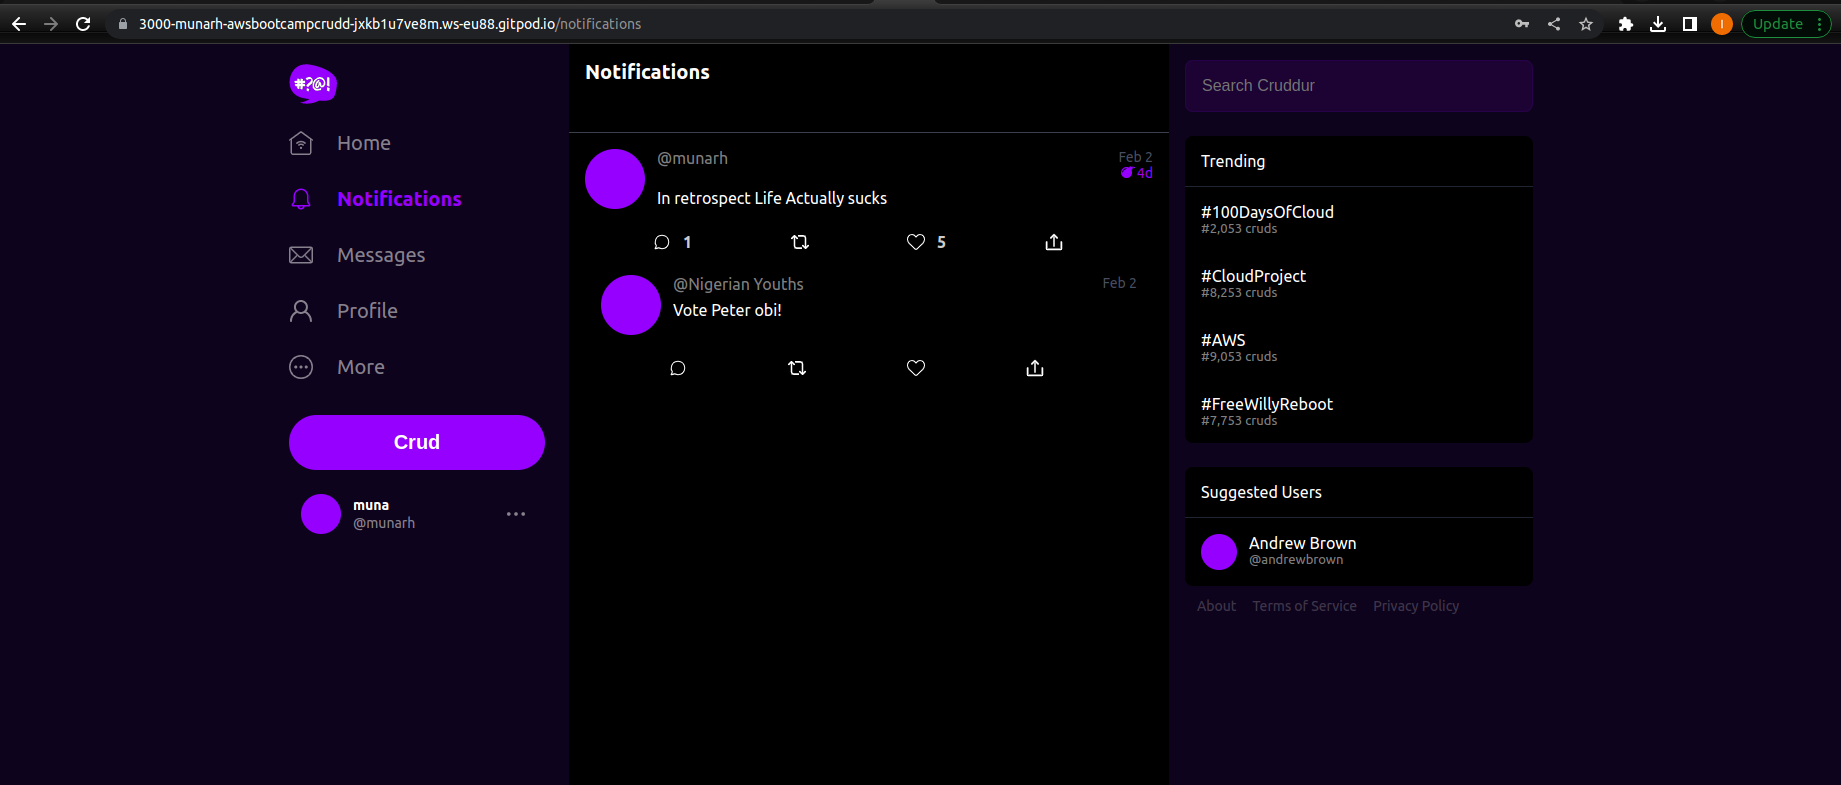 3000-munarh-awsbootcampcrudd-jxkb1u7ve8m.ws-eu88.gitpod.io/notifications
I
Update
#?@!
Home
Notifications
Messages
Profile
More
Crud
muna
@munarh
Notifications
@munarh
Feb 2
4d
In retrospect Life Actually sucks
1
5
@Nigerian Youths
Feb 2
Vote Peter obi!
Search Cruddur
Trending
#100DaysOfCloud
#2,053 cruds
#CloudProject
#8,253 cruds
#AWS
#9,053 cruds
#FreeWillyReboot
#7,753 cruds
Suggested Users
Andrew Brown
@andrewbrown
About Terms of Service Privacy Policy